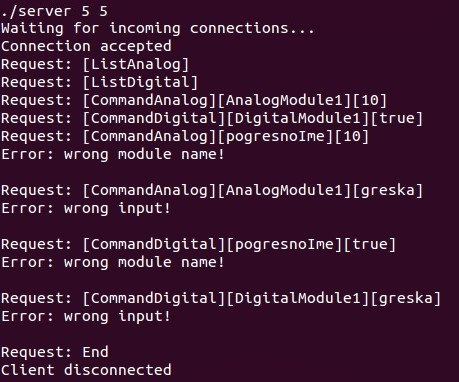 ./server 5 5
Waiting for incoming connections...
Connection accepted
Request: [ListAnalog]
Request: [ListDigital]
Request: [CommandAnalog][AnalogModule1][10]
Request: [CommandDigital][DigitalModule1][true]
Request: [CommandAnalog][pogresnoIme][10]
Error: wrong module name!
Request: [CommandAnalog][AnalogModule1][greska]
Error: wrong input!
Request: [CommandDigital][pogresnoIme][true]
Error: wrong module name!
Request: [CommandDigital][DigitalModule1][greska]
Error: wrong input!
Request: End
Client disconnected